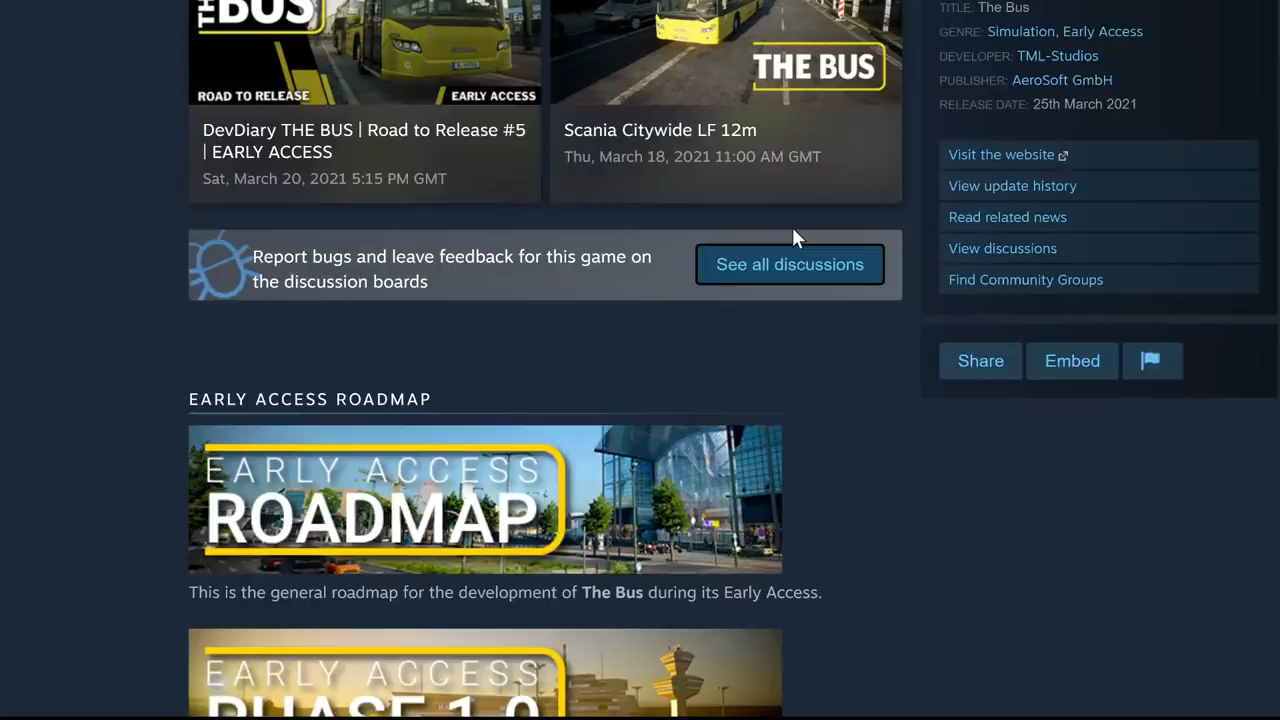 THE
BUS
ROAD TO RELEASE
EARLY ACCESS
DevDiary THE BUS | Road to Release #5
| EARLY ACCESS
Sat, March 20, 2021 5:15 PM GMT
THE BUS
Scania Citywide LF 12m
Thu, March 18, 2021 11:00 AM GMT
Report bugs and leave feedback for this game on
the discussion boards
See all discussions
EARLY ACCESS ROADMAP
EARLY ACCESS
ROADMAP
This is the general roadmap for the development of The Bus during its Early Access.
EARLY ACCESS
PHASE 1.0
TITLE: The Bus
GENRE: Simulation, Early Access
DEVELOPER: TML-Studios
PUBLISHER: AeroSoft GmbH
RELEASE DATE: 25th March 2021
Visit the website
View update history
Read related news
View discussions
Find Community Groups
Share
Embed